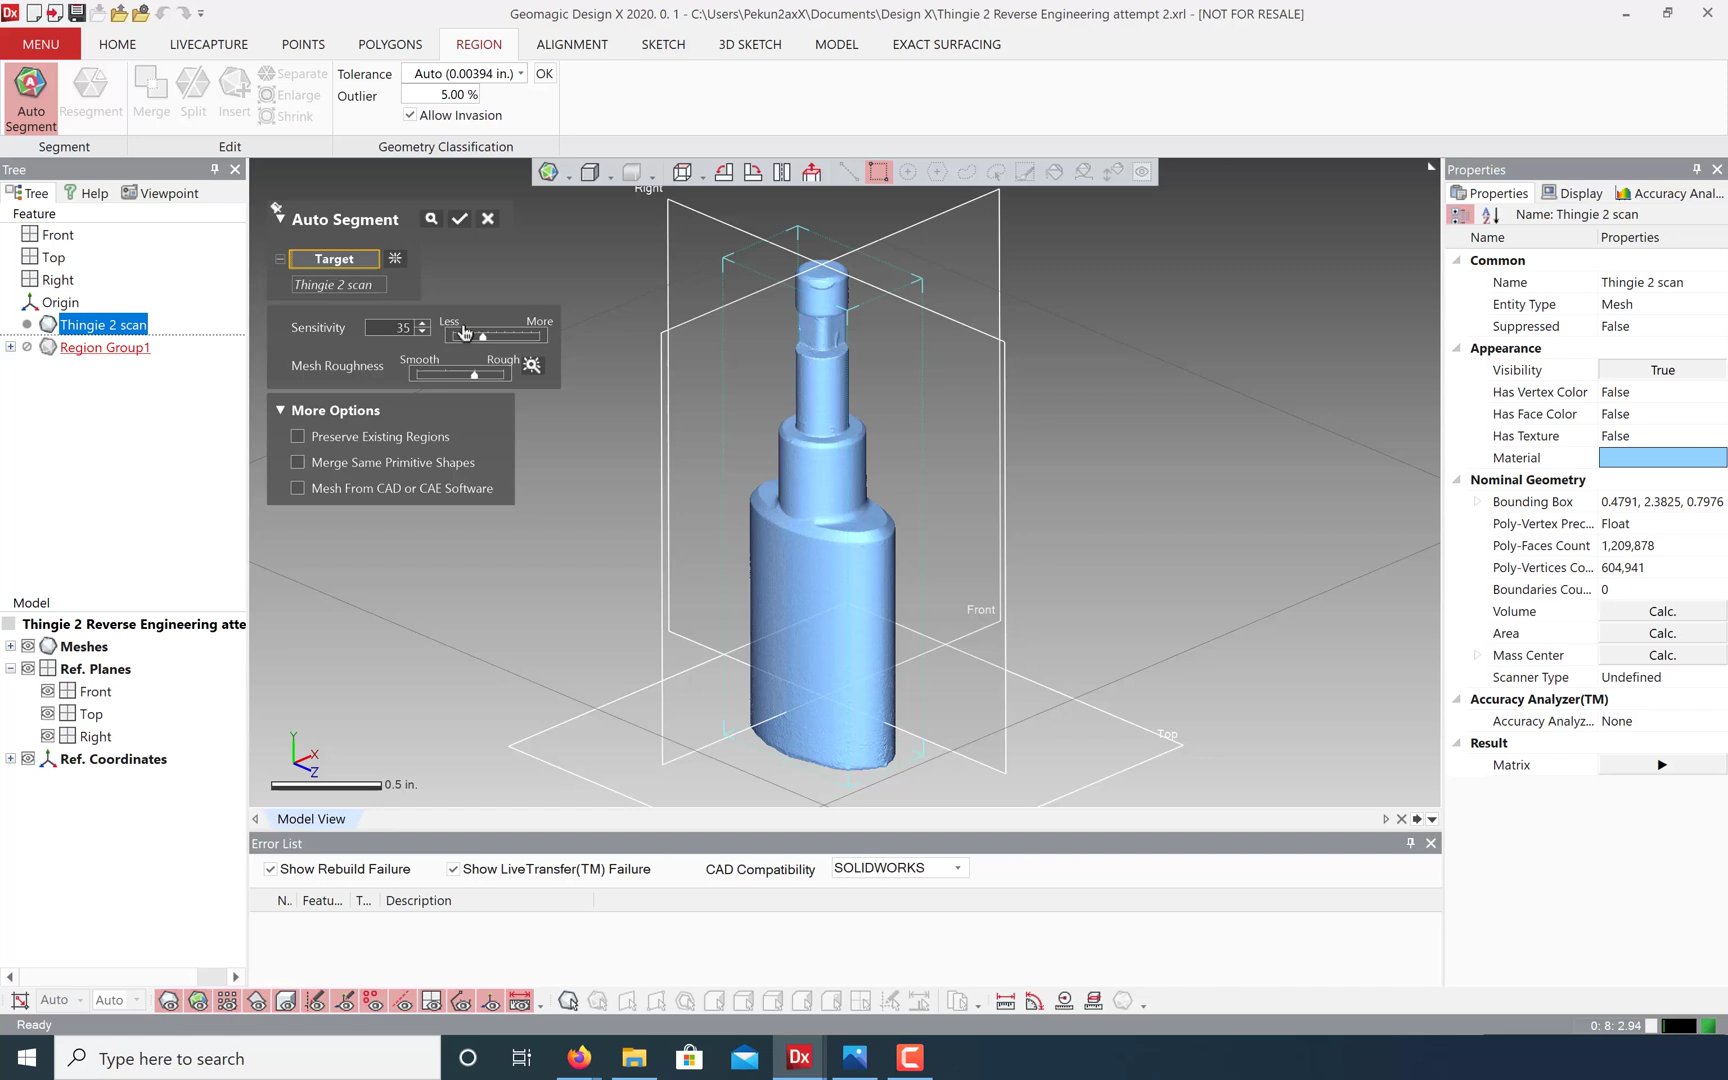 Dx
Geomagic Design X 2020. 0. 1 - C:\Users\Pekun2axX\Documents\Design X\Thingie 2 Reverse Engineering attempt 2.xrl - [NOT FOR RESALE]
MENU HOME LIVECAPTURE POINTS POLYGONS REGION ALIGNMENT SKETCH 3D SKETCH MODEL EXACT SURFACING
Auto Segment
Resegment
Merge
Split
Insert
Separate
Enlarge
Shrink
Tolerance Auto (0.00394 in.) OK
Outlier 5.00 %
Allow Invasion
Segment
Edit
Geometry Classification
Tree
Tree Help Viewpoint
Feature
Front
Top
Right
Origin
Thingie 2 scan
Region Group1
Model
Thingie 2 Reverse Engineering atte
Meshes
Ref. Planes
Front
Top
Right
Ref. Coordinates
Auto Segment
Target
Thingie 2 scan
Sensitivity 35 Less More
Mesh Roughness Smooth Rough
More Options
Preserve Existing Regions
Merge Same Primitive Shapes
Mesh From CAD or CAE Software
Right
Front
Top
Y
X
Z
0.5 in.
Model View
Error List
Show Rebuild Failure Show LiveTransfer(TM) Failure CAD Compatibility SOLIDWORKS
N.. Featu... T... Description
Properties
Properties Display Accuracy Anal...
Name: Thingie 2 scan
Name Properties
Common
Name Thingie 2 scan
Entity Type Mesh
Suppressed False
Appearance
Visibility True
Has Vertex Color False
Has Face Color False
Has Texture False
Material
Nominal Geometry
Bounding Box 0.4791, 2.3825, 0.7976
Poly-Vertex Prec... Float
Poly-Faces Count 1,209,878
Poly-Vertices Co... 604,941
Boundaries Cou... 0
Volume Calc.
Area Calc.
Mass Center Calc.
Scanner Type Undefined
Accuracy Analyzer(TM)
Accuracy Analyz... None
Result
Matrix
Auto Auto
Ready
0: 8: 2.94
Type here to search
Dx